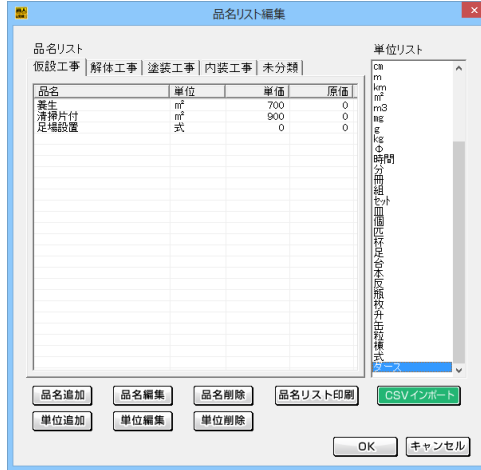 品名リスト編集
品名リスト
単位リスト
仮設工事 解体工事 塗装工事 内装工事 未分類
品名 単位 単価 原価
養生 ㎡ 700 0
清掃片付 ㎡ 900 0
足場設置 式 0 0
cm
m
km
㎡
m3
mg
g
kg
Φ
時間
分
冊
組
セット
皿
個
匹
杯
足
台
本
反
瓶
枚
升
缶
粒
棟
式
ダース
品名追加 品名編集 品名削除 品名リスト印刷 CSVインポート
単位追加 単位編集 単位削除
OK キャンセル